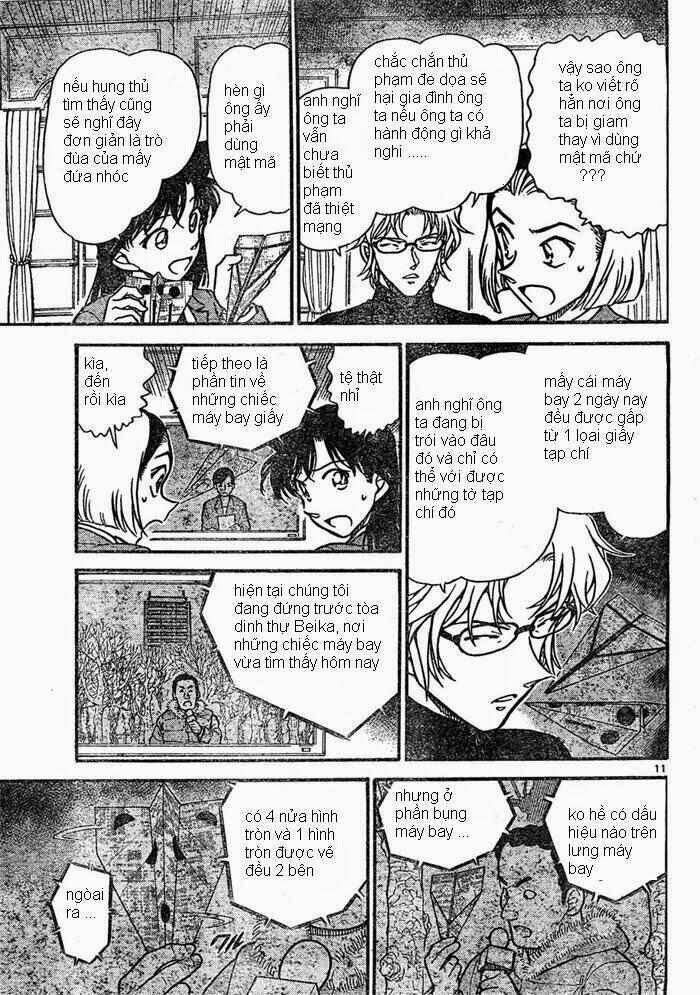 vậy sao ông
ta ko viết rõ
hẳn nơi ông
ta bị giam
thay vì dùng
mật mã chứ
???
chắc chắn thủ
phạm đe dọa sẽ
hại gia đình ông
ta nếu ông ta có
hành động gì khả
nghi .....
anh nghĩ
ông ta
vẫn
chưa
biết thủ
phạm
đã thiệt
mạng
hèn gì
ông ấy
phải
dùng
mật mã
nếu hung thủ
tìm thấy cũng
sẽ nghĩ đây
đơn giản là trò
đùa của mấy
đứa nhóc
mấy cái máy
bay 2 ngày nay
đều được gấp
từ 1 loại giấy
tạp chí
anh nghĩ ông
ta đang bị
trói vào đâu
đó và chỉ có
thể với được
những tờ tạp
chí đó
tệ thật
nhỉ
tiếp theo là
phần tin về
những chiếc
máy bay giấy
kìa,
đến
rồi kìa
hiện tại chúng tôi
đang đứng trước tòa
dinh thự Beika, nơi
những chiếc máy bay
vừa tìm thấy hôm nay
11
ko hề có dấu
hiệu nào trên
lưng máy
bay
nhưng ở
phần bụng
máy bay ...
có 4 nửa hình
tròn và 1 hình
tròn được vẽ
đều 2 bên
ngòai
ra ...